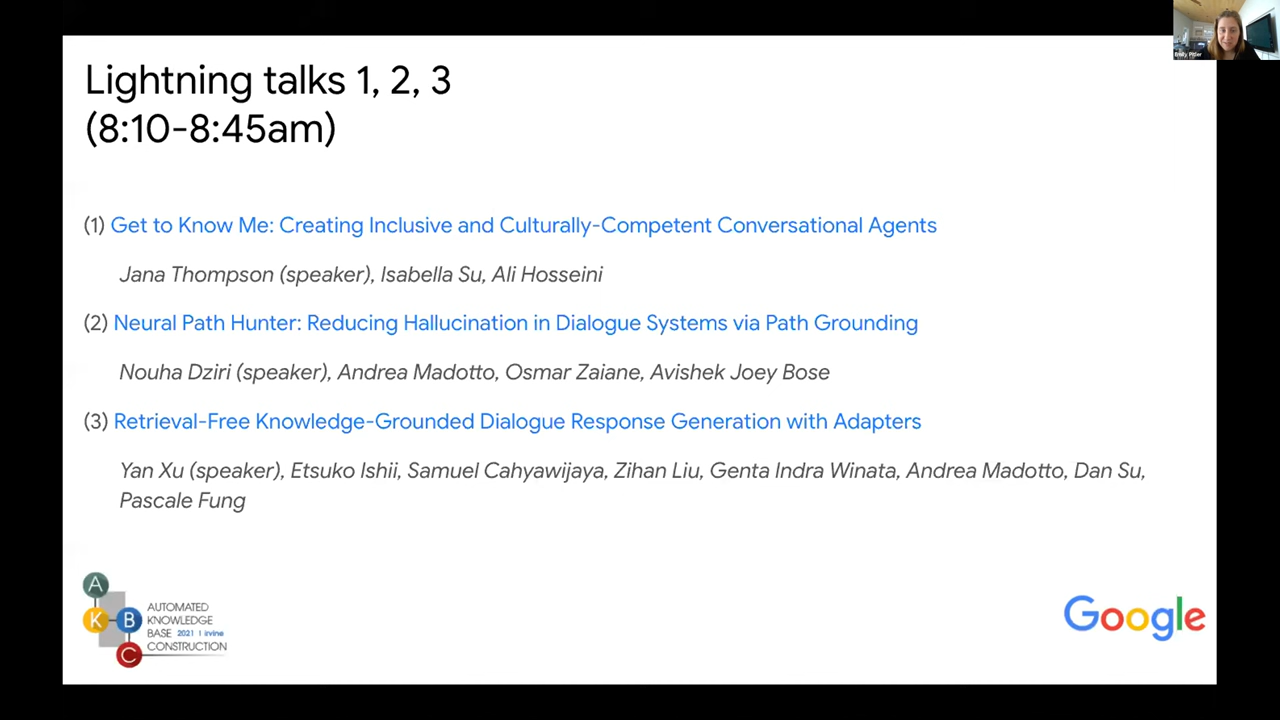 Emily Pitler
Lightning talks 1, 2, 3
(8:10-8:45am)
(1) Get to Know Me: Creating Inclusive and Culturally-Competent Conversational Agents
Jana Thompson (speaker), Isabella Su, Ali Hosseini
(2) Neural Path Hunter: Reducing Hallucination in Dialogue Systems via Path Grounding
Nouha Dziri (speaker), Andrea Madotto, Osmar Zaiane, Avishek Joey Bose
(3) Retrieval-Free Knowledge-Grounded Dialogue Response Generation with Adapters
Yan Xu (speaker), Etsuko Ishii, Samuel Cahyawijaya, Zihan Liu, Genta Indra Winata, Andrea Madotto, Dan Su,
Pascale Fung
A
K B
C
AUTOMATED
KNOWLEDGE
BASE 2021 | Irvine
CONSTRUCTION
Google